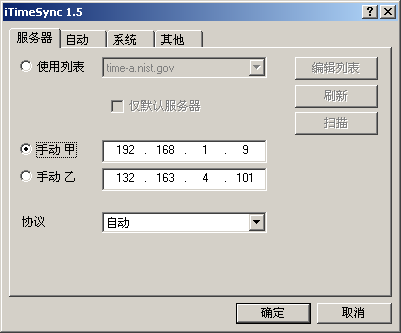 iTimeSync 1.5
服务器 自动 系统 其他
使用列表 time-a.nist.gov 编辑列表
仅默认服务器 刷新
扫描
手动 甲 192 . 168 . 1 . 9
手动 乙 132 . 163 . 4 . 101
协议 自动
确定 取消